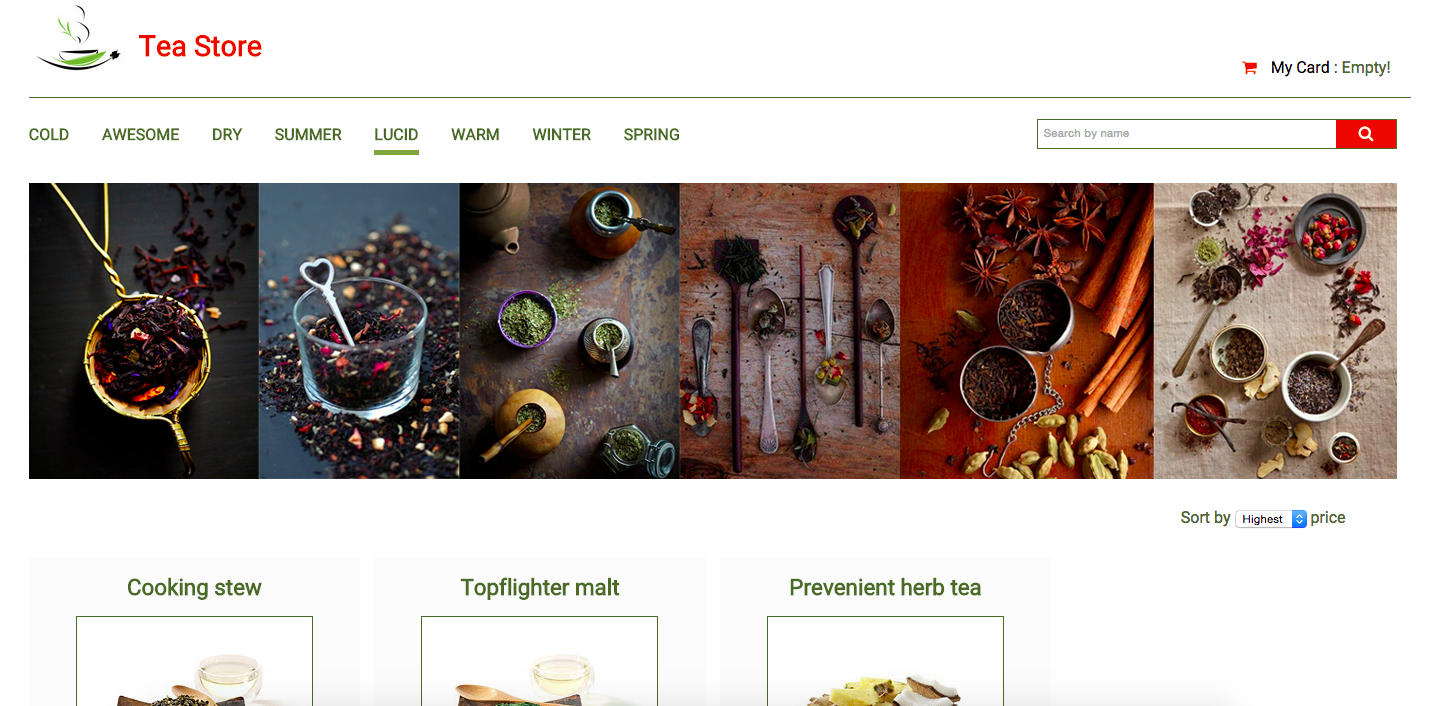 Tea Store
My Card : Empty!
COLD AWESOME DRY SUMMER LUCID WARM WINTER SPRING
Search by name
Sort by Highest price
Cooking stew Topflighter malt Prevenient herb tea